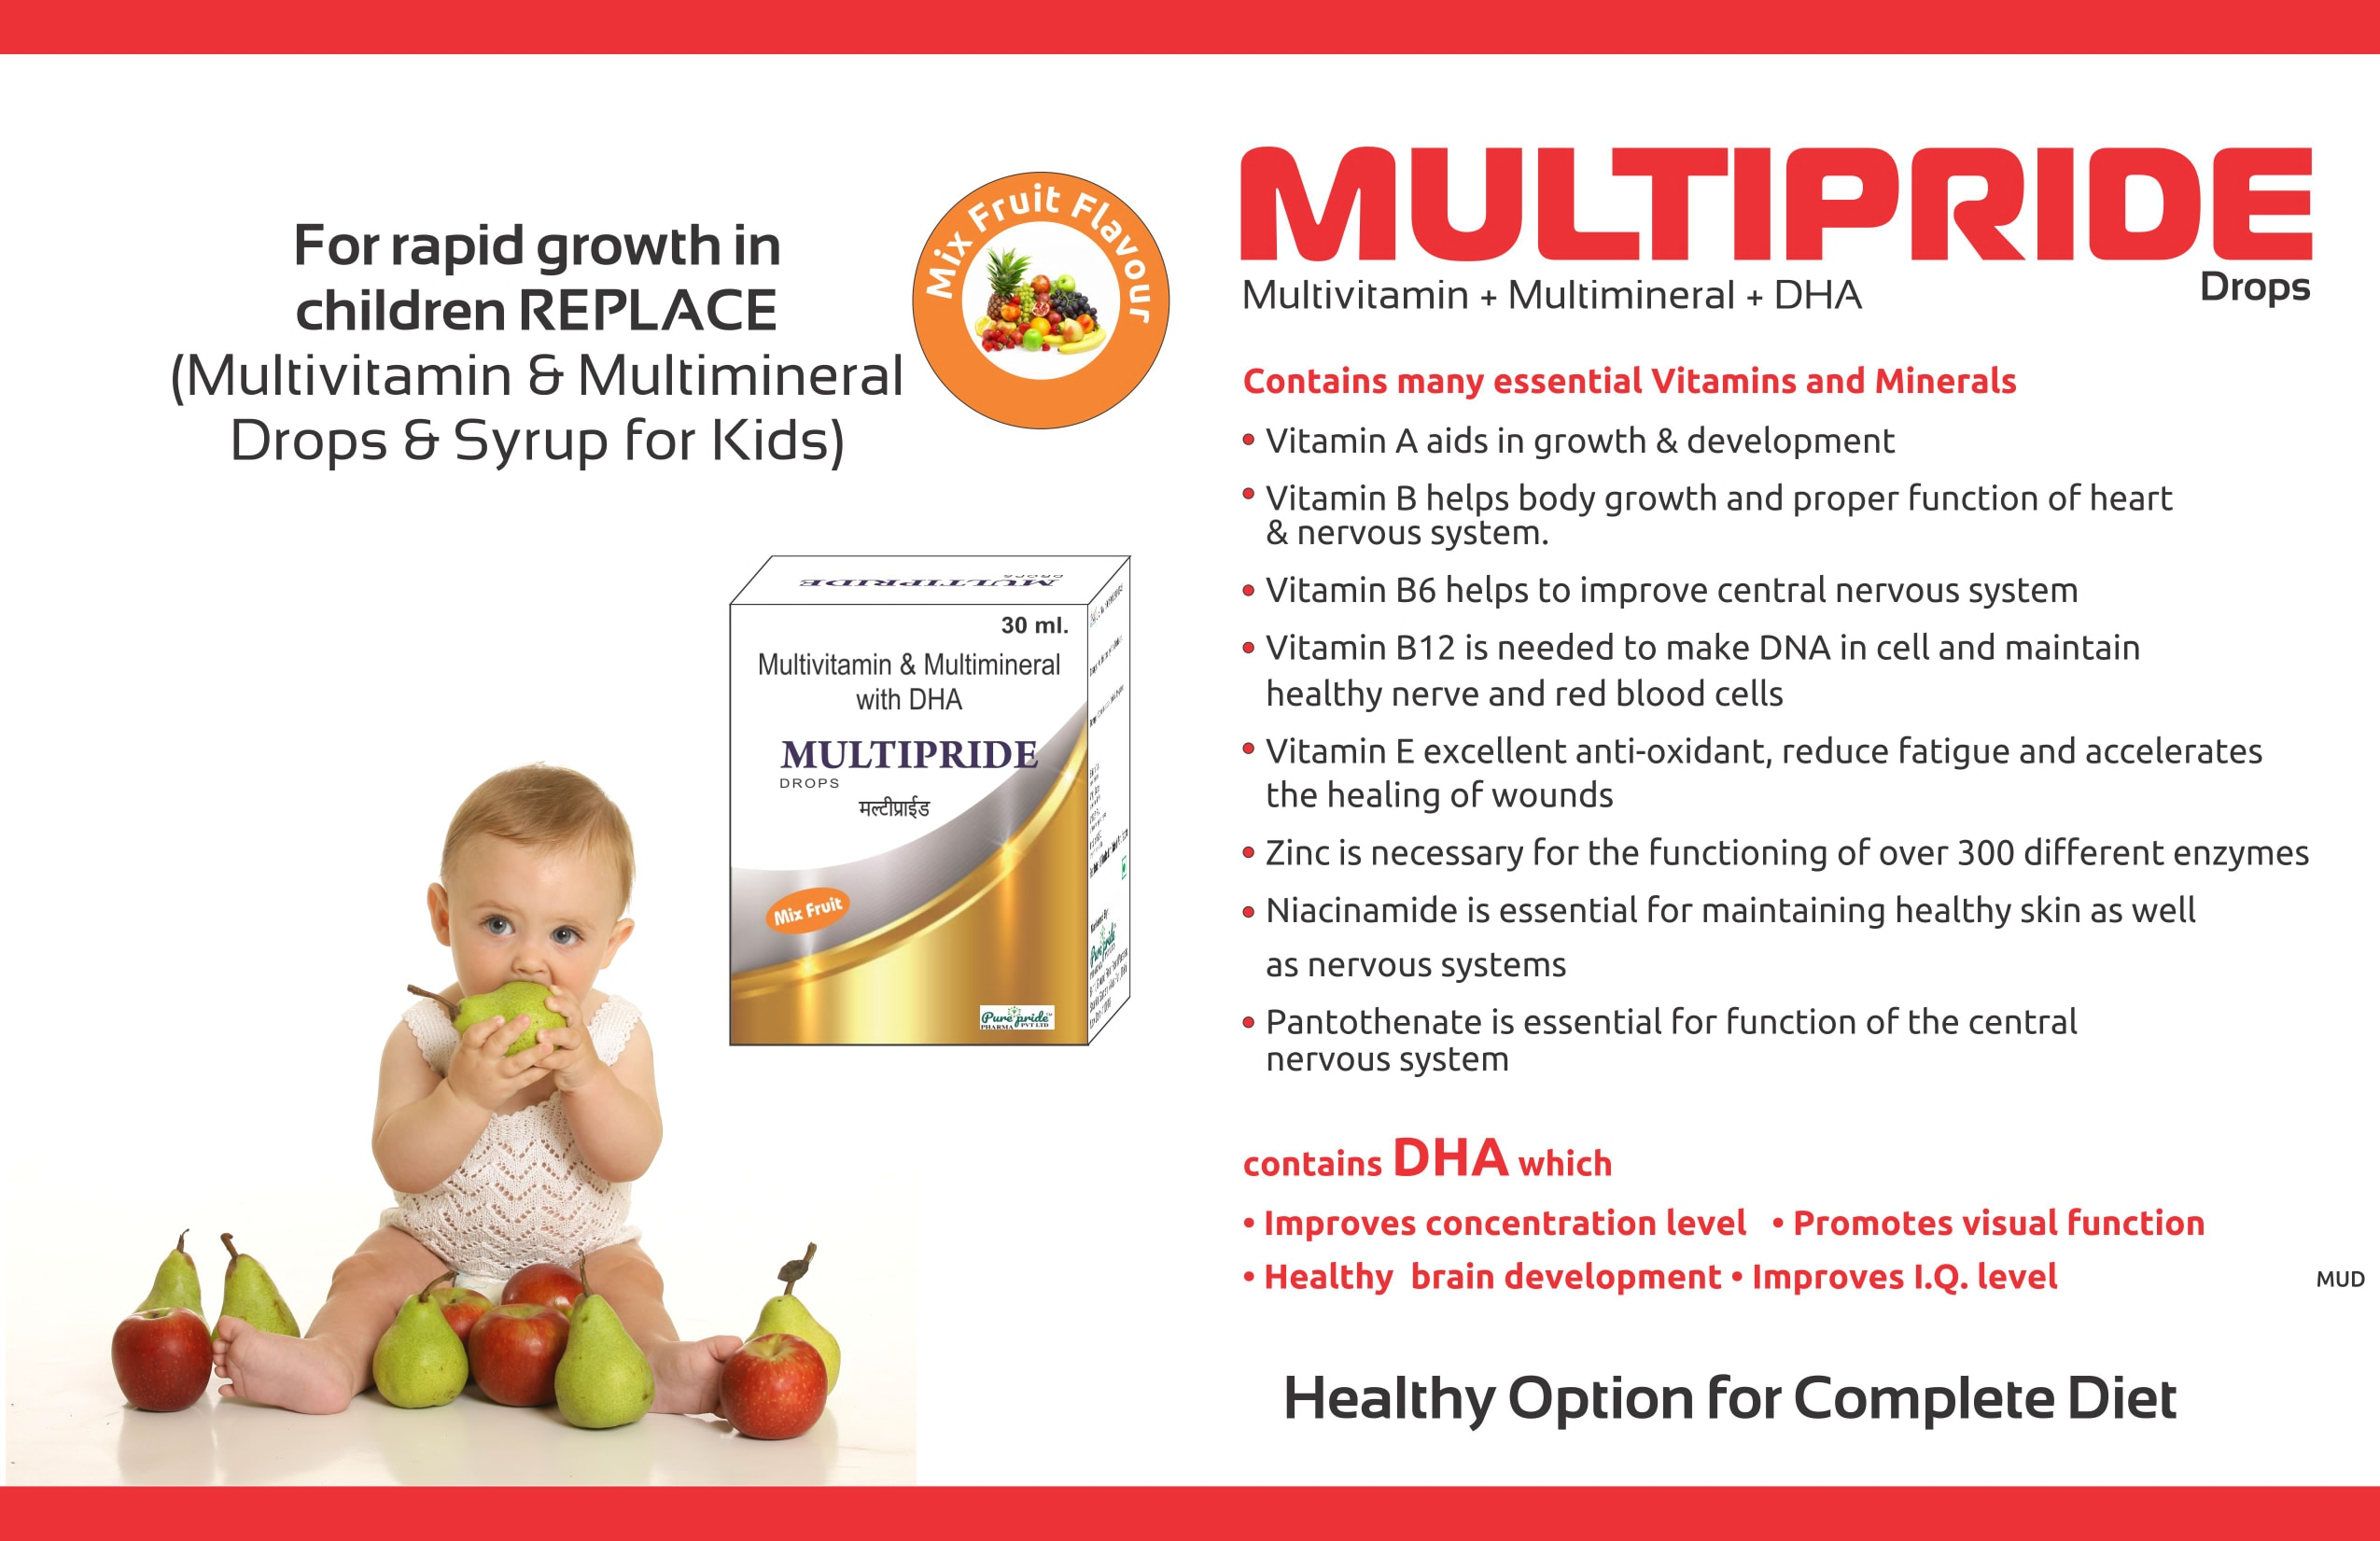 For rapid growth in
children REPLACE
(Multivitamin & Multimineral
Drops & Syrup for Kids)
Mix Fruit Flavour
MULTIPRIDE
DROPS
30 ml.
Multivitamin & Multimineral
with DHA
MULTIPRIDE
DROPS
मल्टीप्राईड
Mix Fruit
Pure pride™
PHARMA PVT LTD
MULTIPRIDE
Drops
Multivitamin + Multimineral + DHA
Contains many essential Vitamins and Minerals
• Vitamin A aids in growth & development
• Vitamin B helps body growth and proper function of heart
& nervous system.
• Vitamin B6 helps to improve central nervous system
• Vitamin B12 is needed to make DNA in cell and maintain
healthy nerve and red blood cells
• Vitamin E excellent anti-oxidant, reduce fatigue and accelerates
the healing of wounds
• Zinc is necessary for the functioning of over 300 different enzymes
• Niacinamide is essential for maintaining healthy skin as well
as nervous systems
• Pantothenate is essential for function of the central
nervous system
contains DHA which
• Improves concentration level • Promotes visual function
• Healthy brain development • Improves I.Q. level
MUD
Healthy Option for Complete Diet